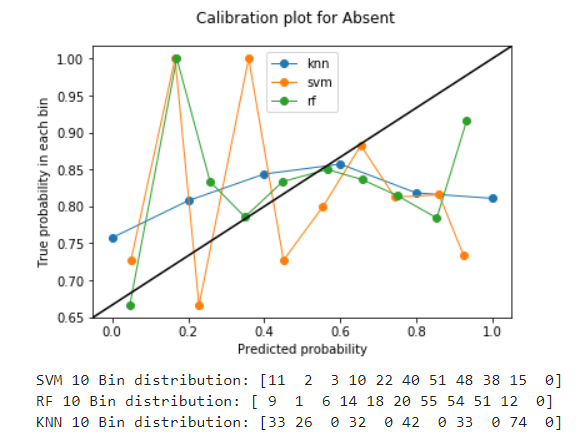 Calibration plot for Absent
knn
svm
rf
True probability in each bin
1.00
0.95
0.90
0.85
0.80
0.75
0.70
0.65
0.0 0.2 0.4 0.6 0.8 1.0
Predicted probability
SVM 10 Bin distribution: [11 2 3 10 22 40 51 48 38 15 0]
RF 10 Bin distribution: [ 9 1 6 14 18 20 55 54 51 12 0]
KNN 10 Bin distribution: [33 26 0 32 0 42 0 33 0 74 0]